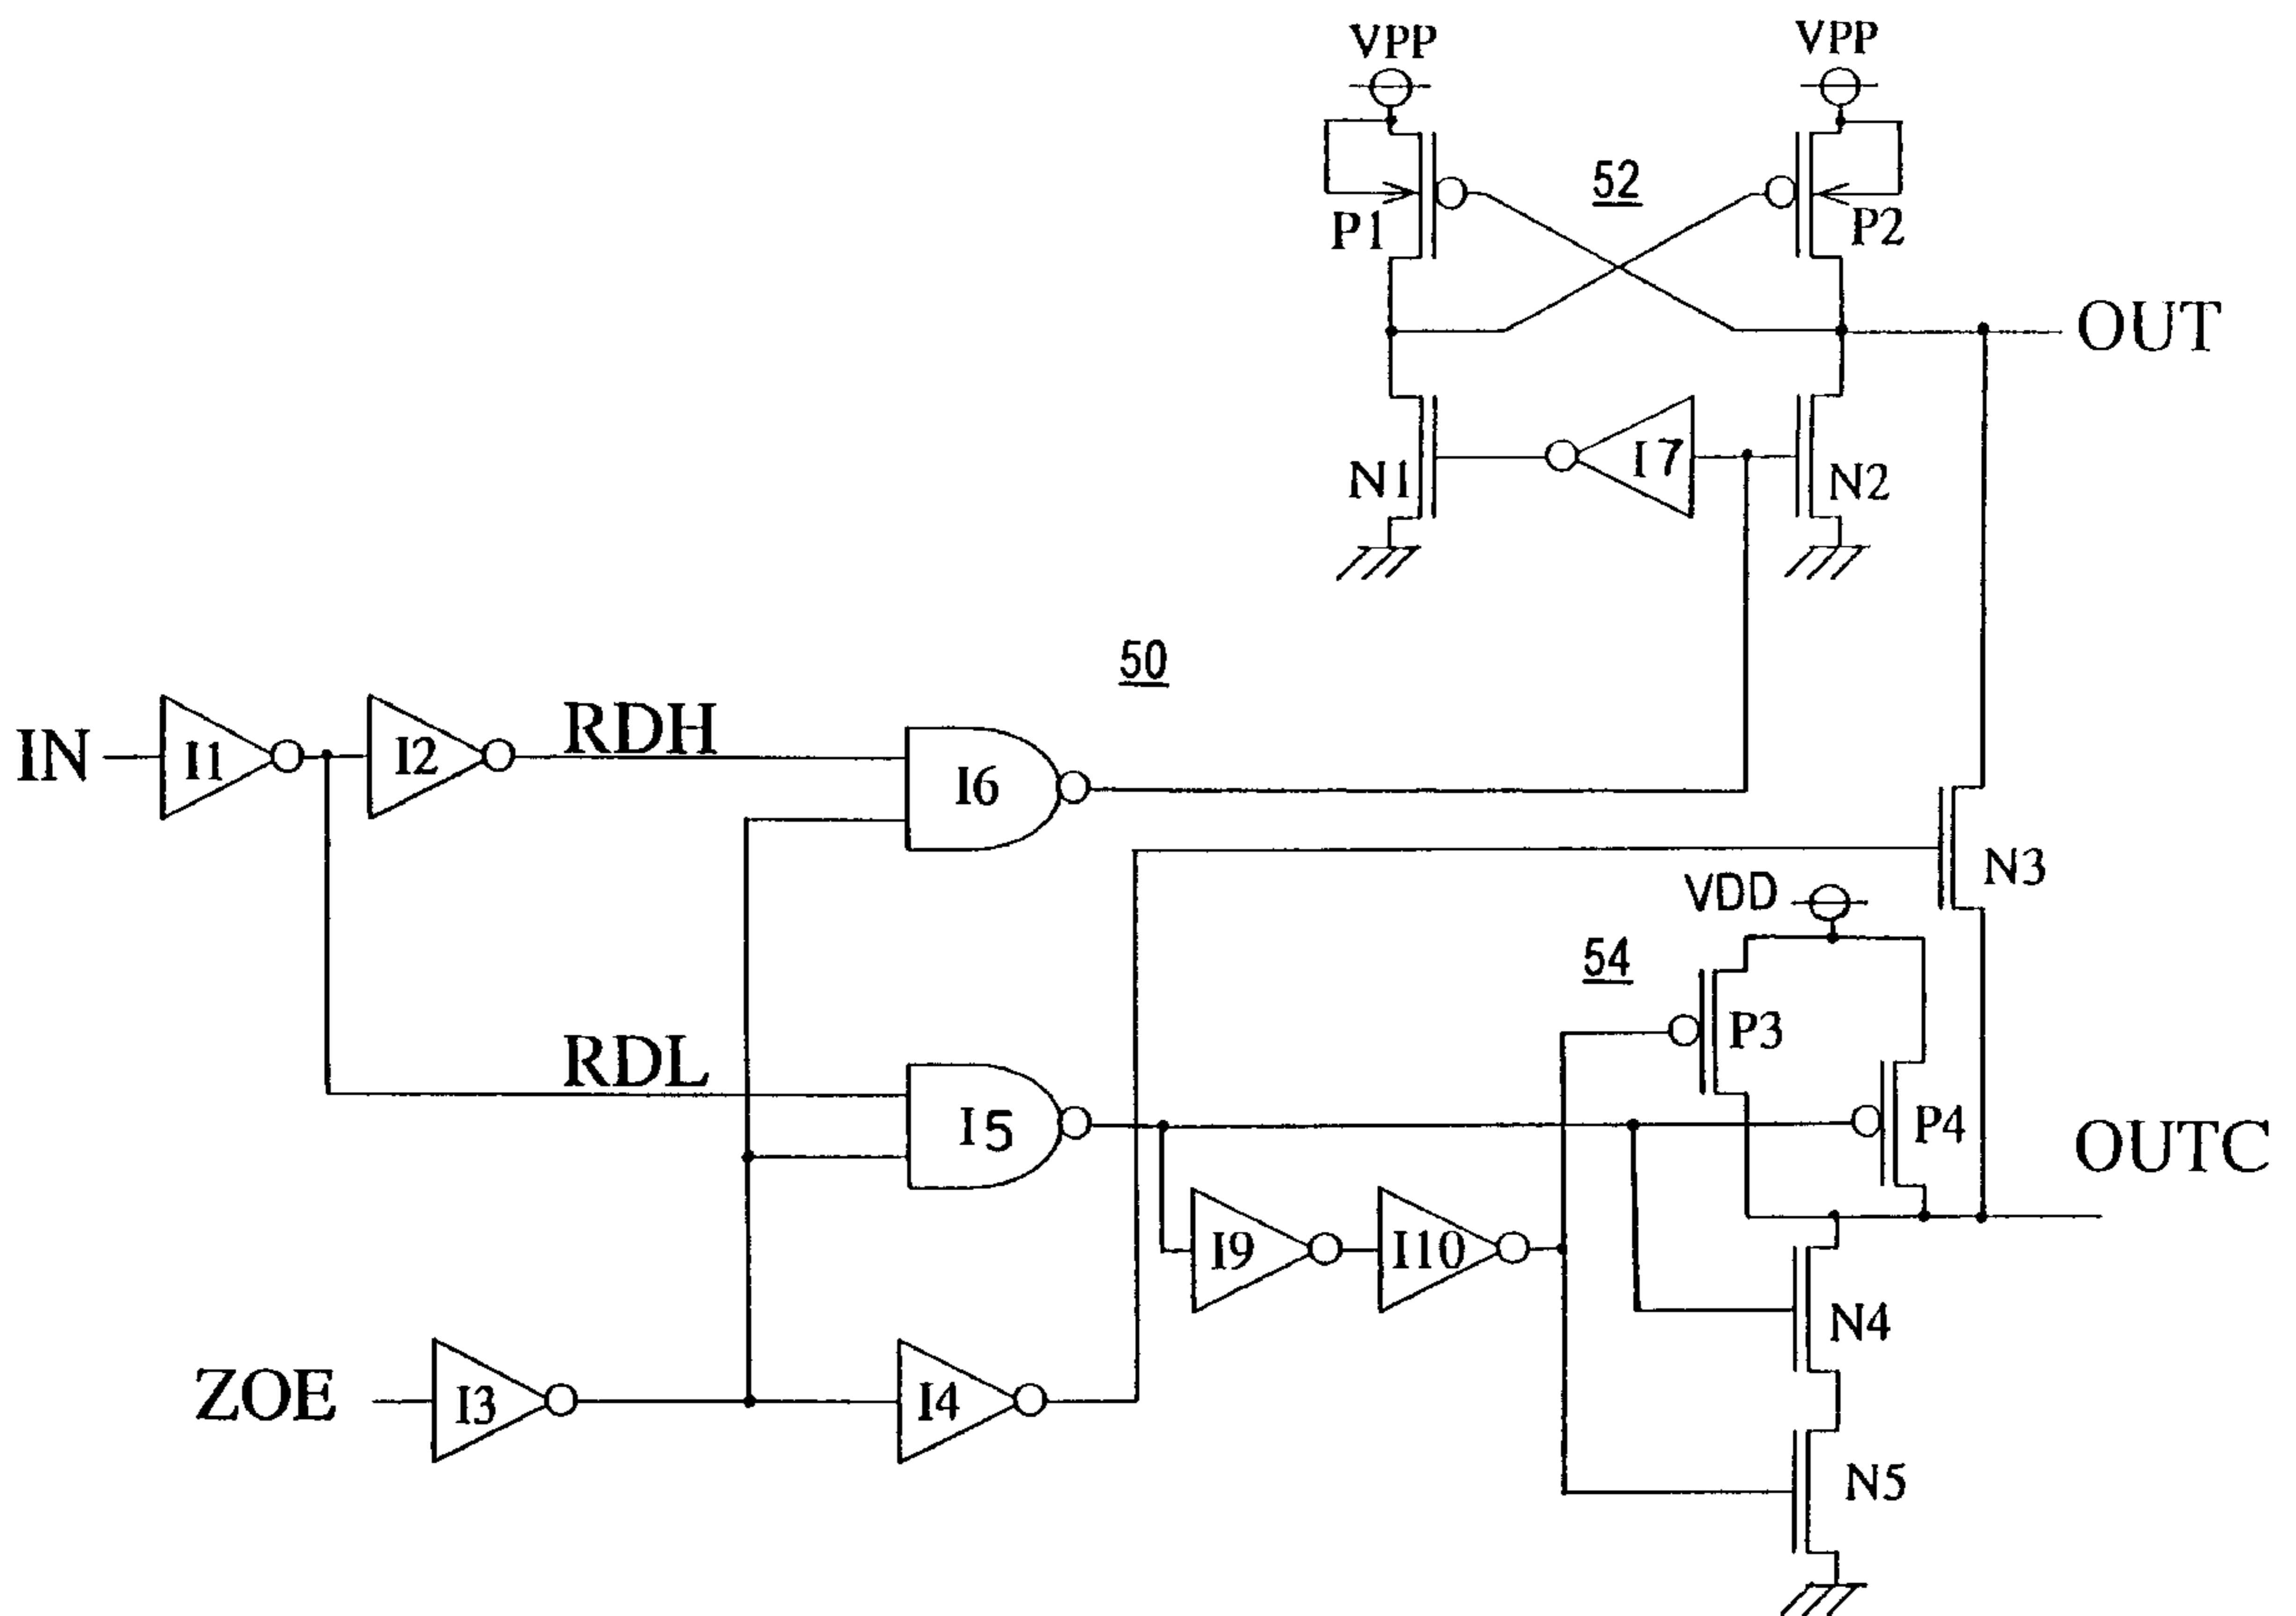 VPP
VPP
52
P1
P2
OUT
N1
I7
N2
50
IN
I1
I2
RDH
I6
N3
VDD
54
P3
RDL
I5
P4
OUTC
I9
I10
N4
ZOE
I3
I4
N5